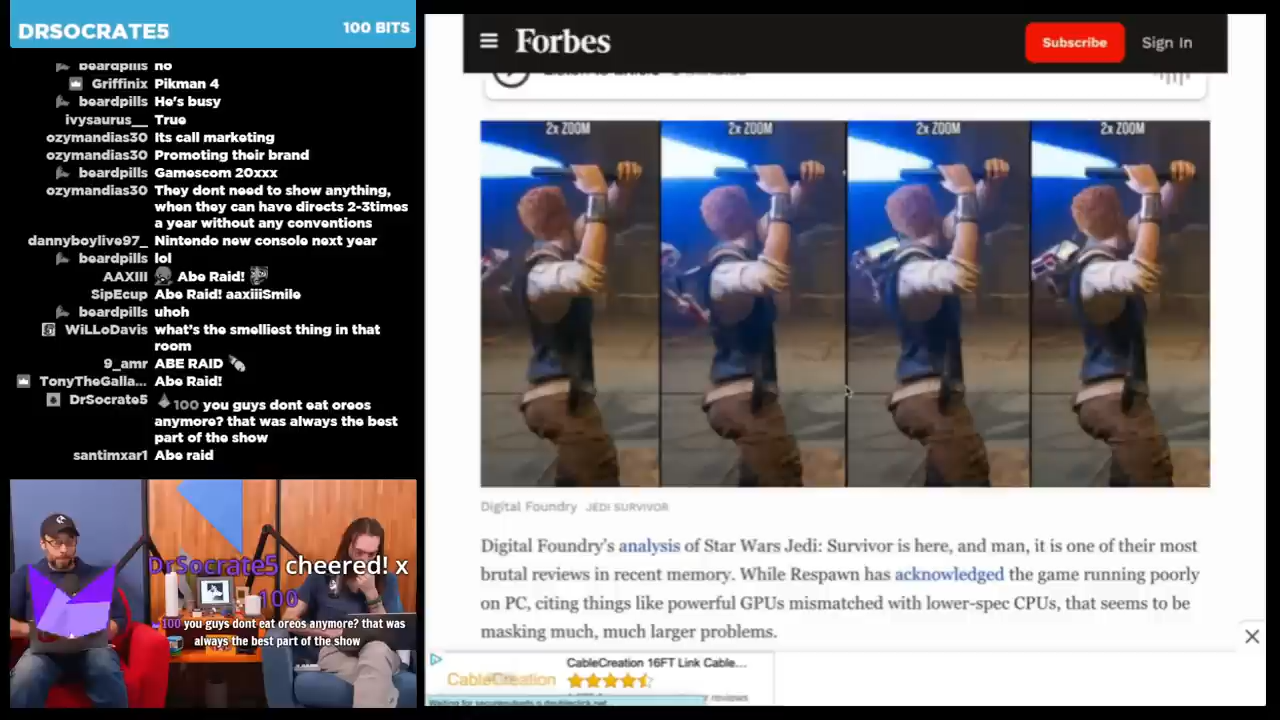 DRSOCRATE5
100 BITS
beardpills no
Griffinix Pikman 4
beardpills He's busy
ivysaurus__ True
ozymandias30 Its call marketing
ozymandias30 Promoting their brand
beardpills Gamescom 20xxx
ozymandias30 They dont need to show anything,
when they can have directs 2-3times
a year without any conventions
dannyboylive97_ Nintendo new console next year
beardpills lol
AAXIII Abe Raid!
SipEcup Abe Raid! aaxiiiSmile
beardpills uhoh
WiLLoDavis what's the smelliest thing in that
room
9_amr ABE RAID
TonyTheGalla... Abe Raid!
DrSocrate5 100 you guys dont eat oreos
anymore? that was always the best
part of the show
santimxar1 Abe raid
DrSocrate5 cheered! x
100
100 you guys dont eat oreos anymore? that was
always the best part of the show
Forbes
Subscribe
Sign In
2x ZOOM
2x ZOOM
2x ZOOM
2x ZOOM
Digital Foundry JEDI SURVIVOR
Digital Foundry's analysis of Star Wars Jedi: Survivor is here, and man, it is one of their most
brutal reviews in recent memory. While Respawn has acknowledged the game running poorly
on PC, citing things like powerful GPUs mismatched with lower-spec CPUs, that seems to be
masking much, much larger problems.
CableCreation 16FT Link Cable...
CableCreation
reviews